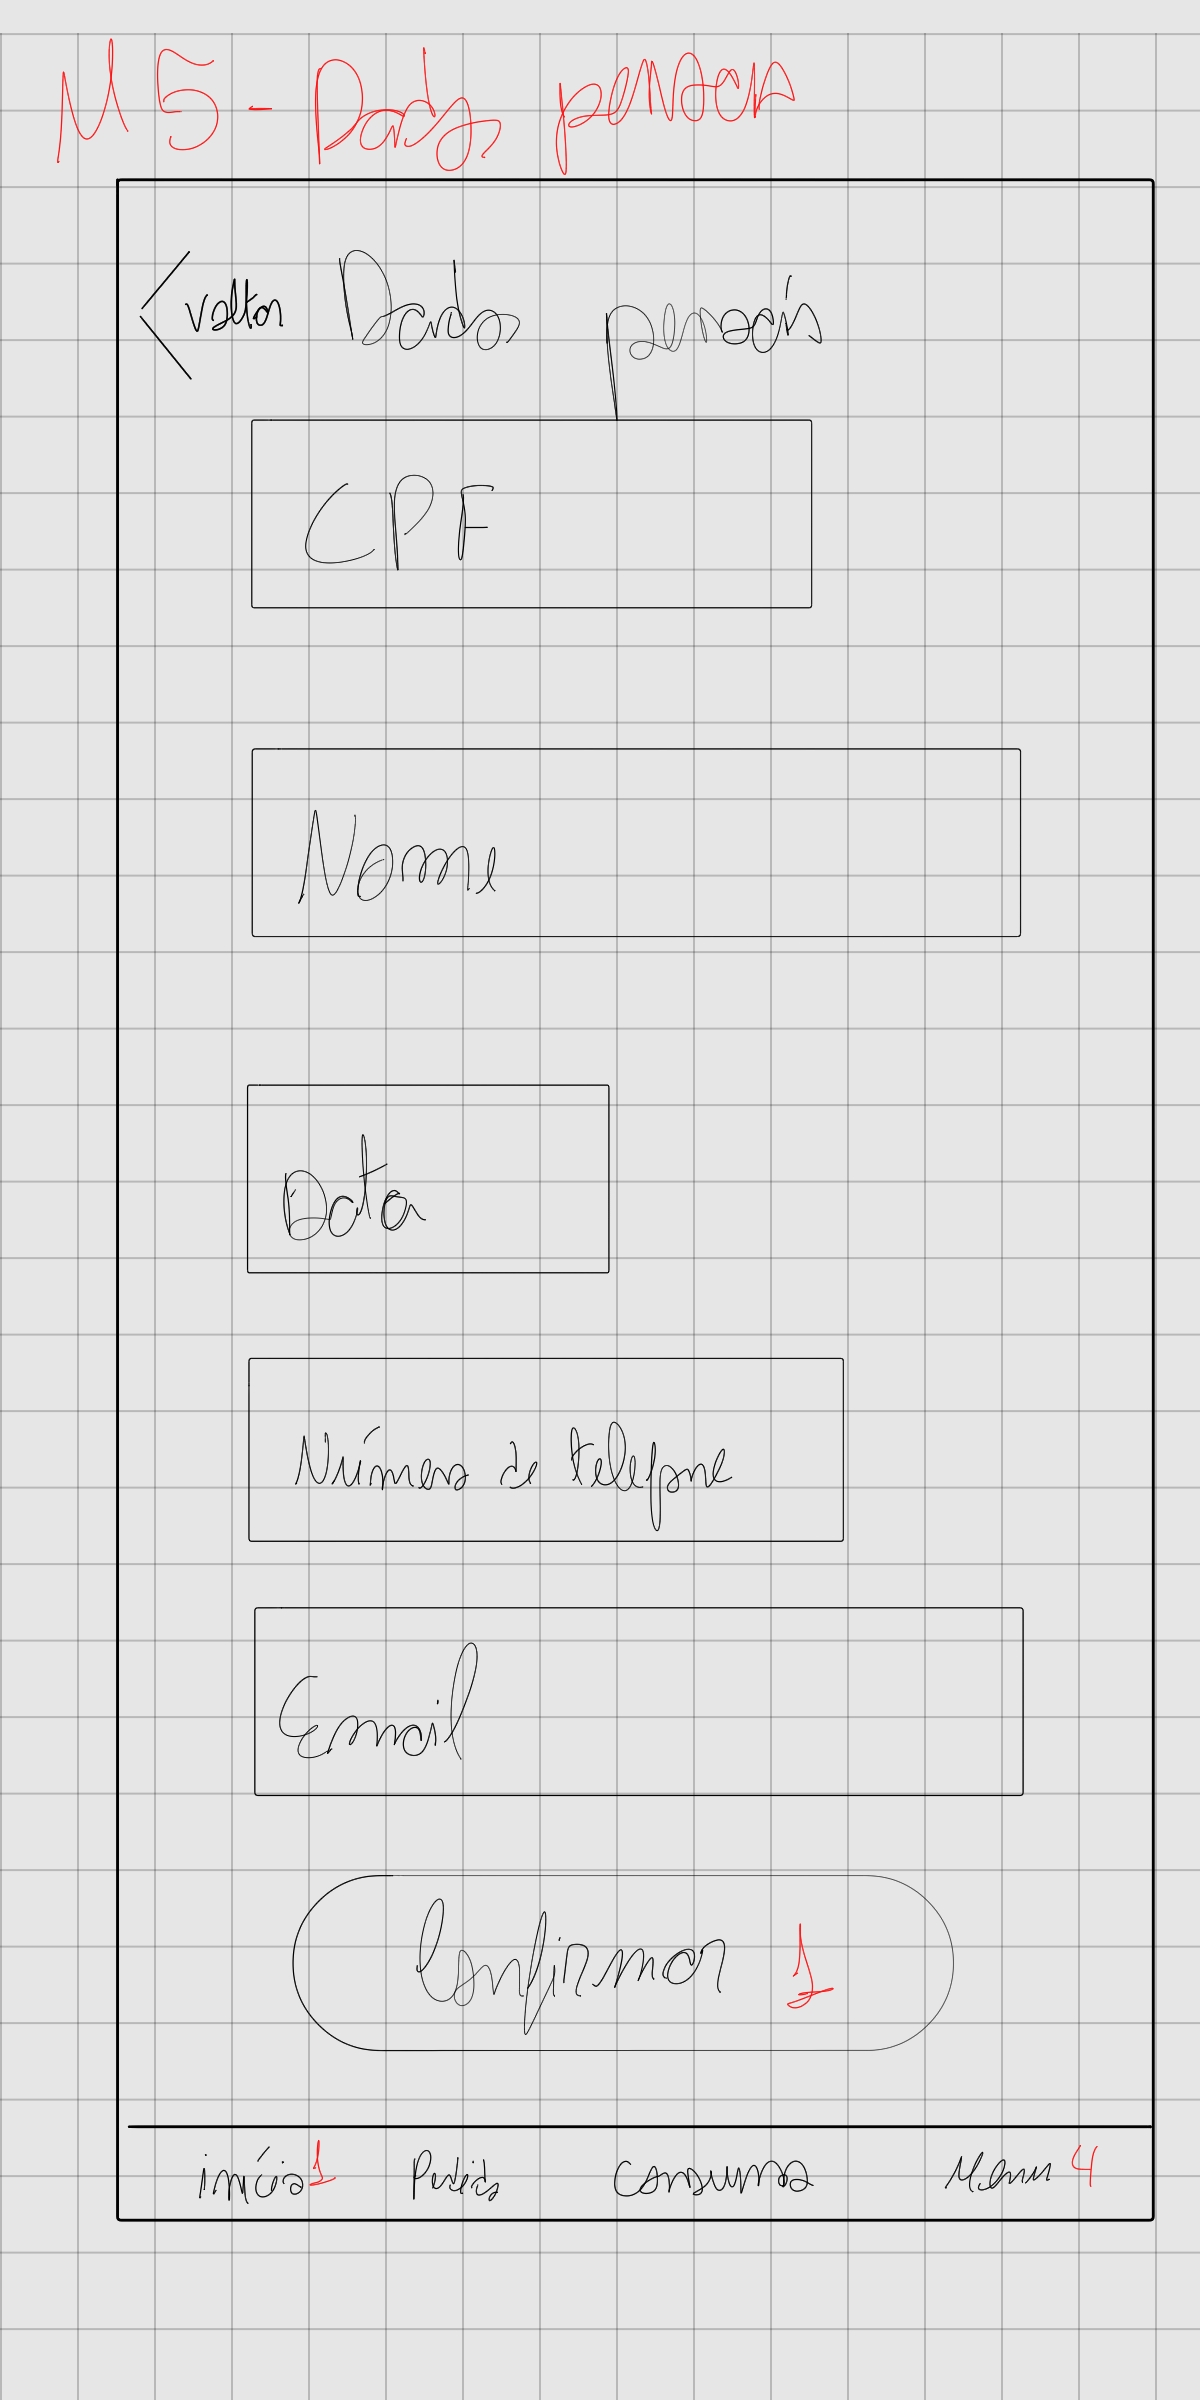 M5 - Dados pessoais
< voltar Dados pessoais
CPF
Nome
Data
Número de telefone
Email
Confirmar 1
início 1 Pedido Consumo Menu 4